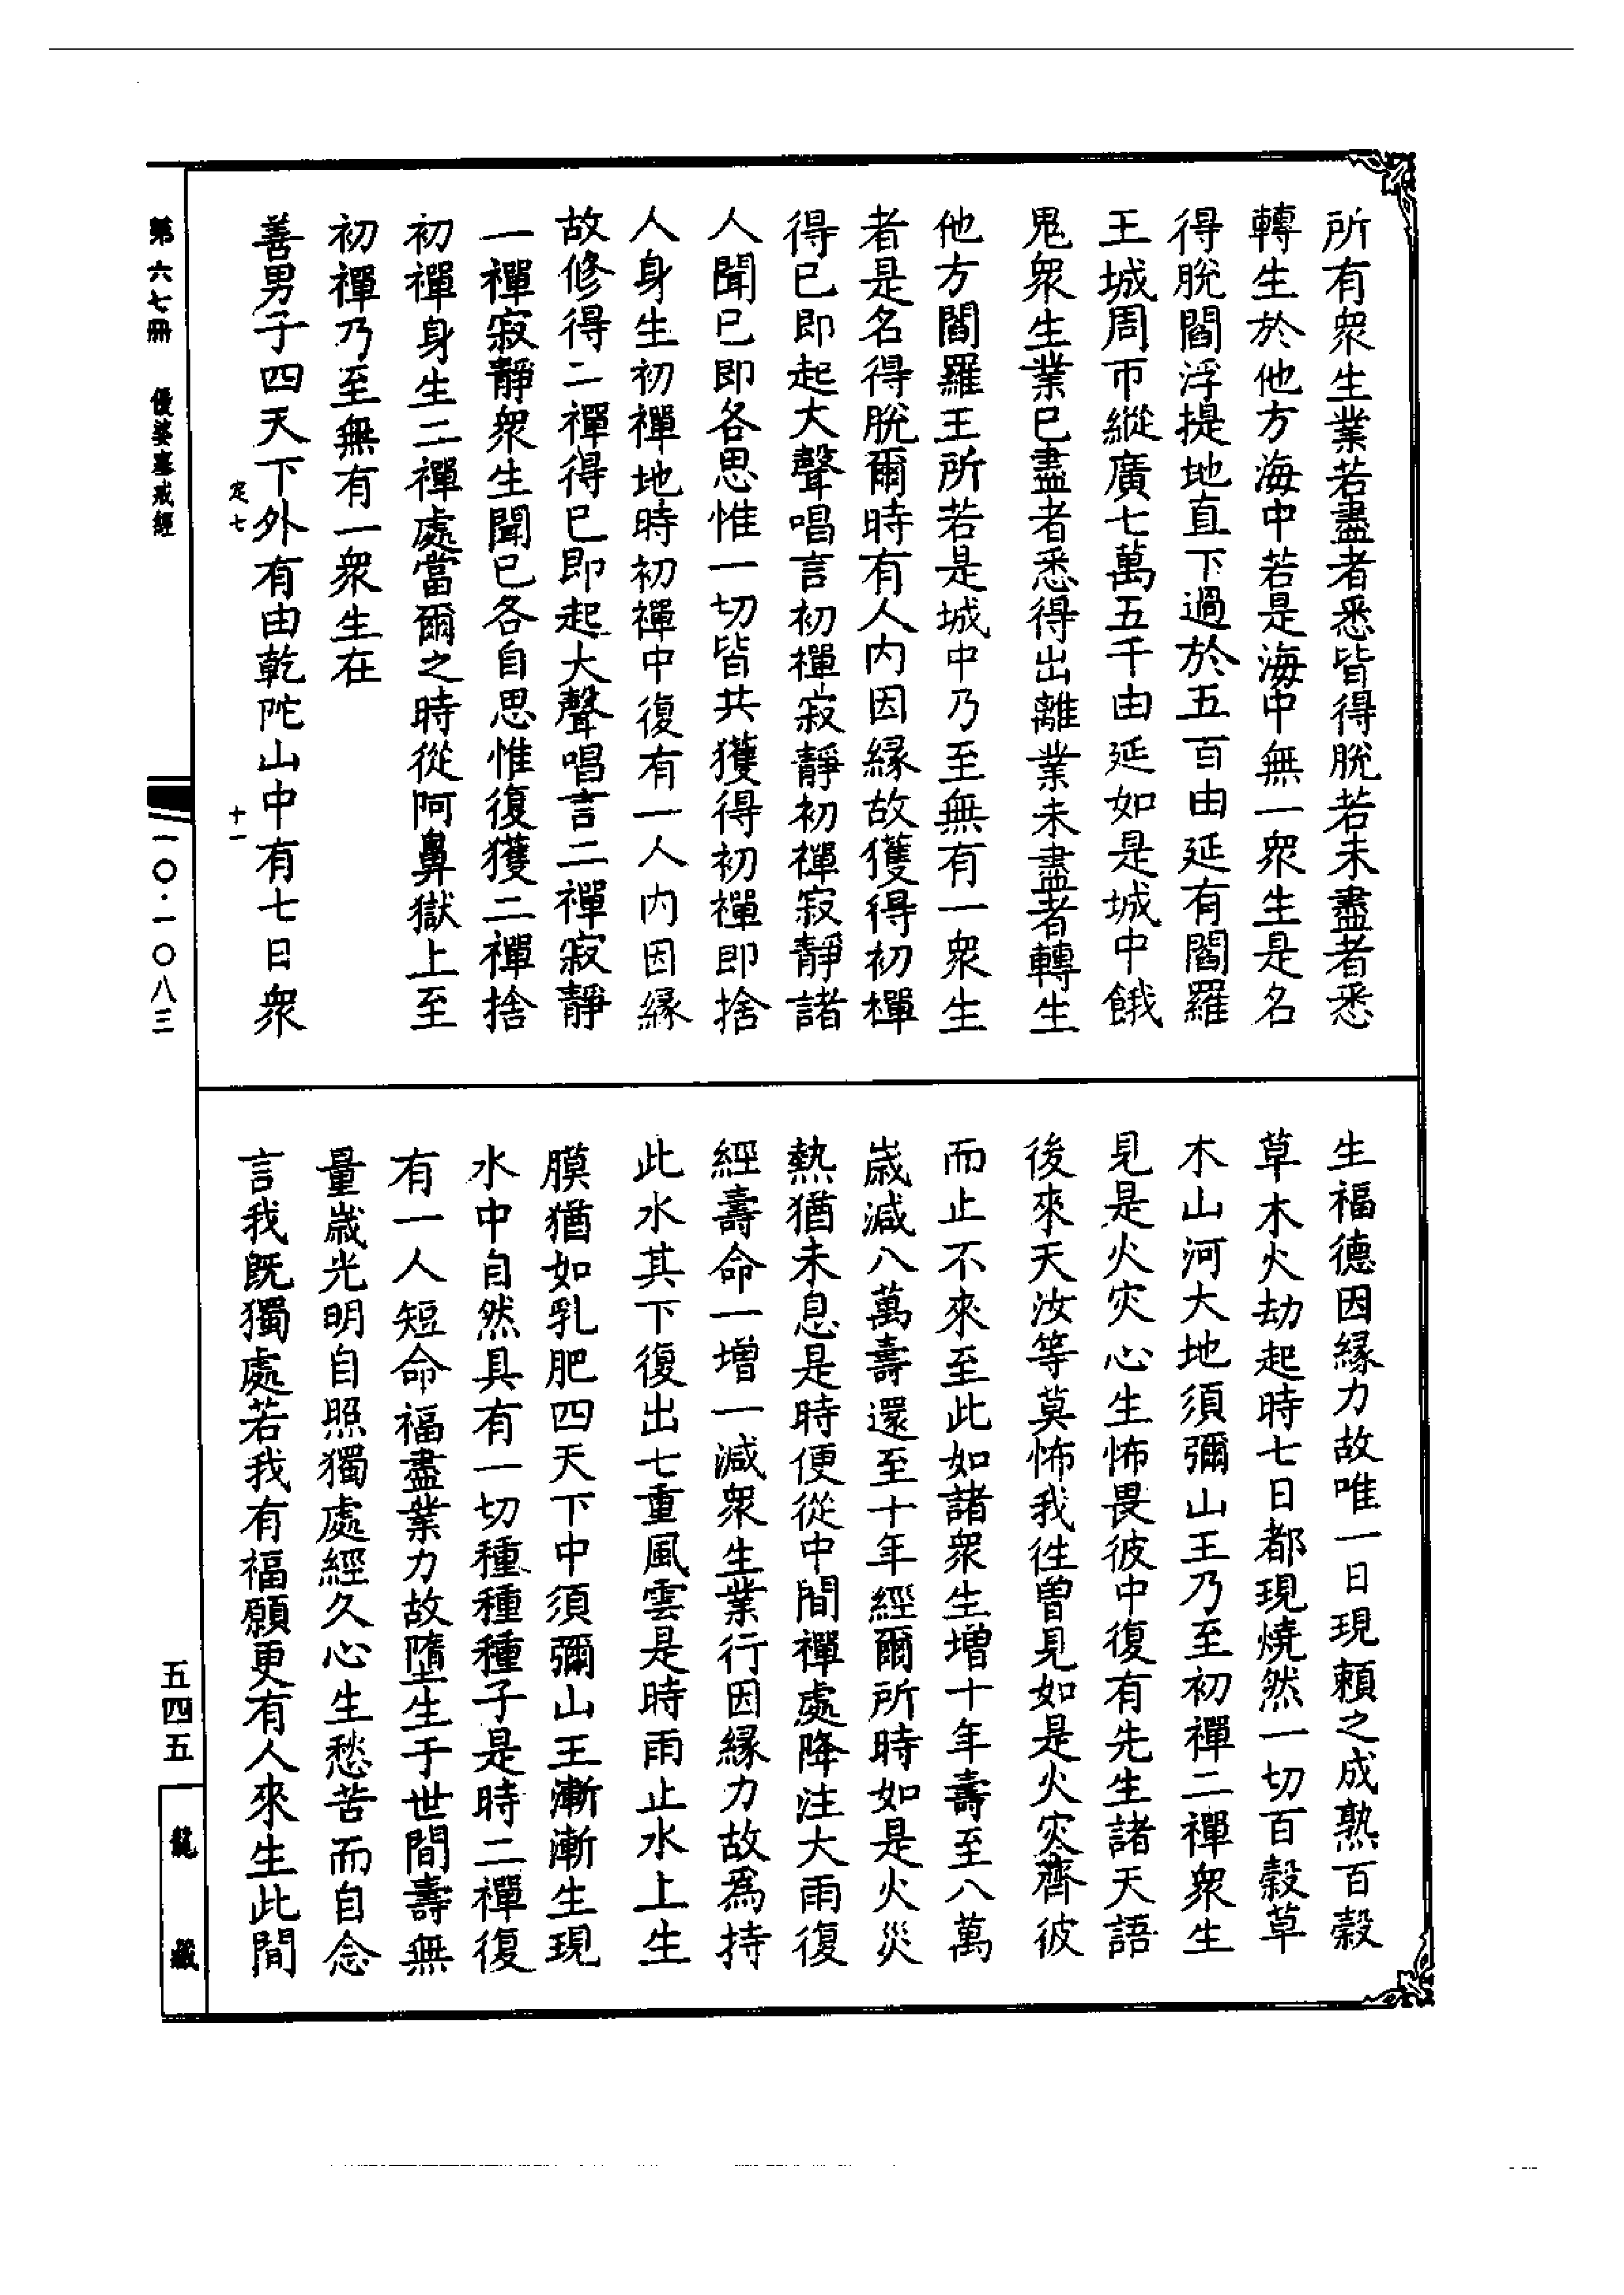 所有衆生業若盡者悉皆得脫若未盡者悉
轉生於他方海中若是海中無一衆生是名
得脫閻浮提地直下過於五百由延有閻羅
王城周帀縱廣七萬五千由延如是城中餓
鬼衆生業已盡者悉得出離業未盡者轉生
他方閻羅王所若是城中乃至無有一衆生
者是名得脫爾時有人內因緣故獲得初禪
得已即起大聲唱言初禪寂靜初禪寂靜諸
人聞已即各思惟一切皆共獲得初禪即捨
人身生初禪地時初禪中復有一人內因緣
故修得二禪得已即起大聲唱言二禪寂靜
一禪寂靜衆生聞已各自思惟復獲二禪捨
初禪身生二禪處當爾之時從阿鼻獄上至
初禪乃至無有一衆生在
善男子四天下外有由乾陀山中有七日衆
定七
十一
生福德因緣力故唯一日現賴之成熟百穀
草木火劫起時七日都現燒然一切百穀草
木山河大地須彌山王乃至初禪二禪衆生
見是火灾心生怖畏彼中復有先生諸天語
後來天汝等莫怖我徃曾見如是火灾齊彼
而止不來至此如諸衆生增十年壽至八萬
歲減八萬壽還至十年經爾所時如是火災
熱猶未息是時便從中間禪處降注大雨復
經壽命一增一減衆生業行因緣力故爲持
此水其下復出七重風雲是時雨止水上生
膜猶如乳肥四天下中須彌山王漸漸生現
水中自然具有一切種種種子是時二禪復
有一人短命福盡業力故墮生于世間壽無
量歲光明自照獨處經久心生愁苦而自念
言我既獨處若我有福願更有人來生此間
第六七冊
優婆塞戒經
一〇·一〇八三
五四五
龍藏